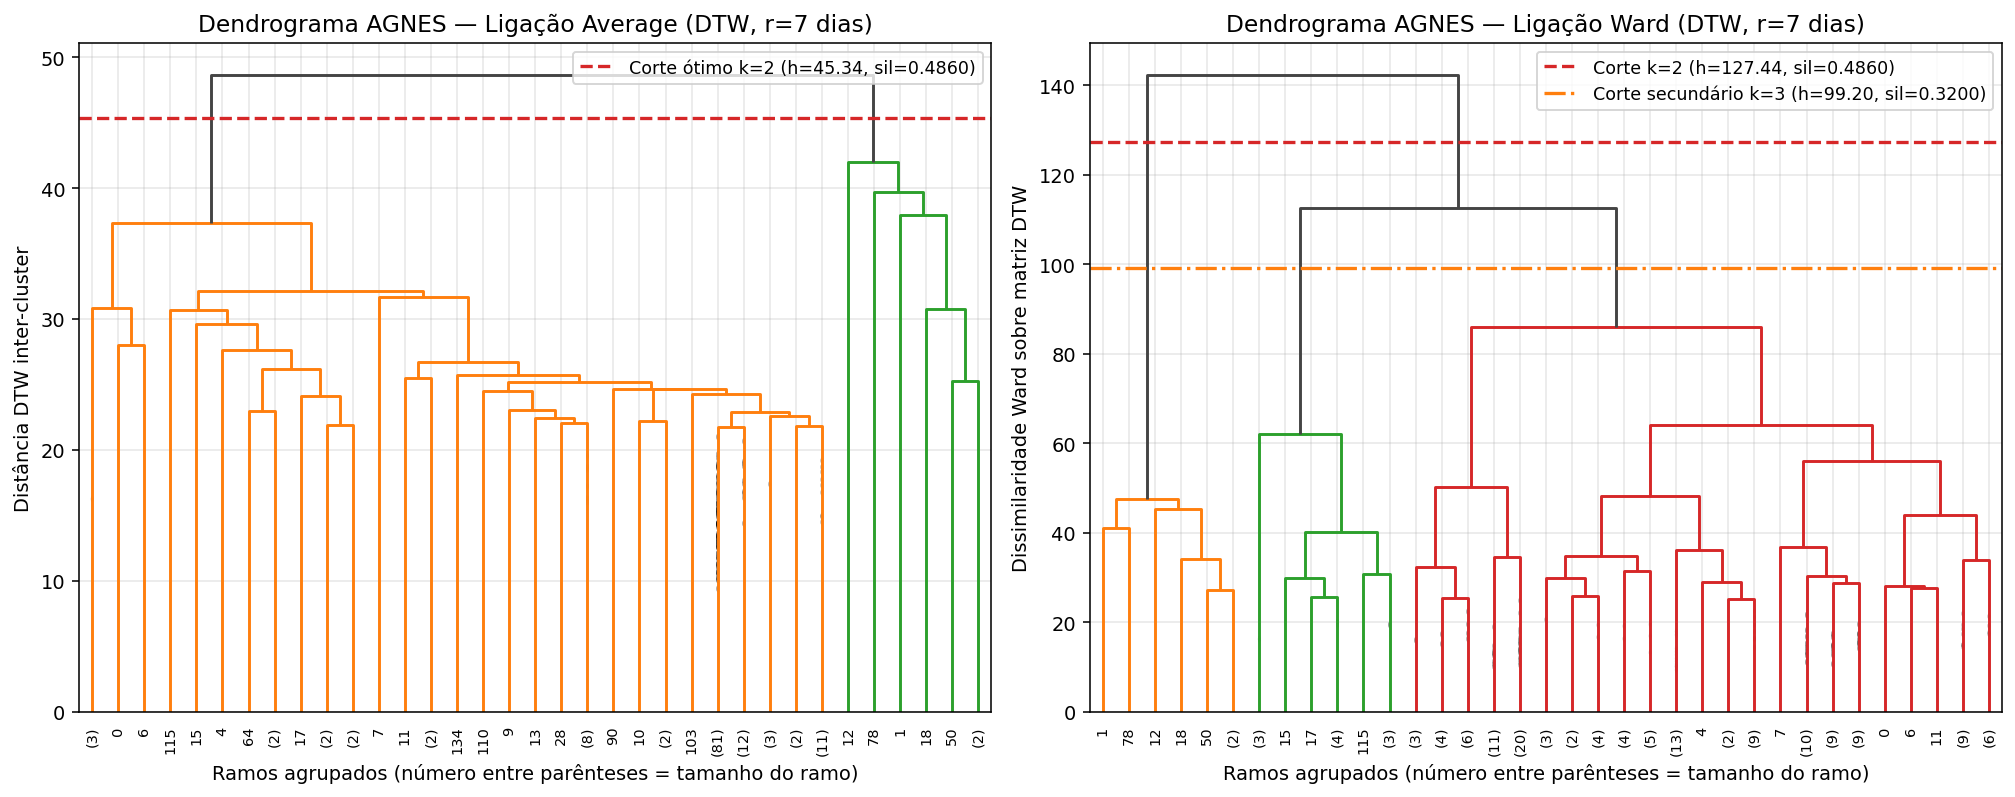 Dendrograma AGNES — Ligação Average (DTW, r=7 dias)
Corte ótimo k=2 (h=45.34, sil=0.4860)
Distância DTW inter-cluster
50
40
30
20
10
0
(3) 0 6 115 15 4 64 (2) 17 (2) (2) 7 11 (2) 134 110 9 13 28 (8) 90 10 (2) 103 (81) (12) (3) (2) (11) 12 78 1 18 50 (2)
Ramos agrupados (número entre parênteses = tamanho do ramo)
Dendrograma AGNES — Ligação Ward (DTW, r=7 dias)
Corte k=2 (h=127.44, sil=0.4860)
Corte secundário k=3 (h=99.20, sil=0.3200)
Dissimilaridade Ward sobre matriz DTW
140
120
100
80
60
40
20
0
1 78 12 18 50 (2) (3) 15 17 (4) 115 (3) (3) (4) (6) (11) (20) (3) (2) (4) (4) (5) (13) 4 (2) (9) 7 (10) (9) (9) 0 6 11 (9) (6)
Ramos agrupados (número entre parênteses = tamanho do ramo)